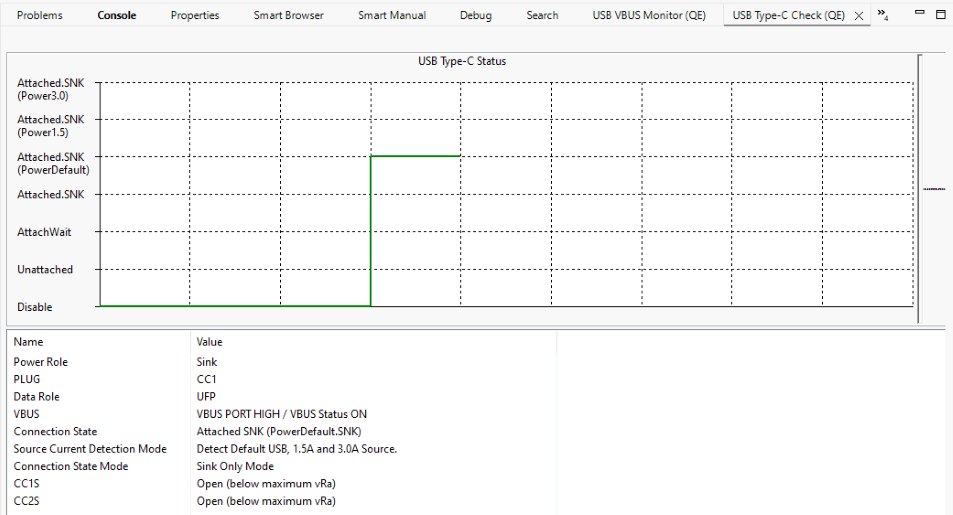 Problems Console Properties Smart Browser Smart Manual Debug Search USB VBUS Monitor (QE) USB Type-C Check (QE) 4
USB Type-C Status
Attached.SNK
(Power3.0)
Attached.SNK
(Power1.5)
Attached.SNK
(PowerDefault)
Attached.SNK
AttachWait
Unattached
Disable
Name Value
Power Role Sink
PLUG CC1
Data Role UFP
VBUS VBUS PORT HIGH / VBUS Status ON
Connection State Attached SNK (PowerDefault.SNK)
Source Current Detection Mode Detect Default USB, 1.5A and 3.0A Source.
Connection State Mode Sink Only Mode
CC1S Open (below maximum vRa)
CC2S Open (below maximum vRa)